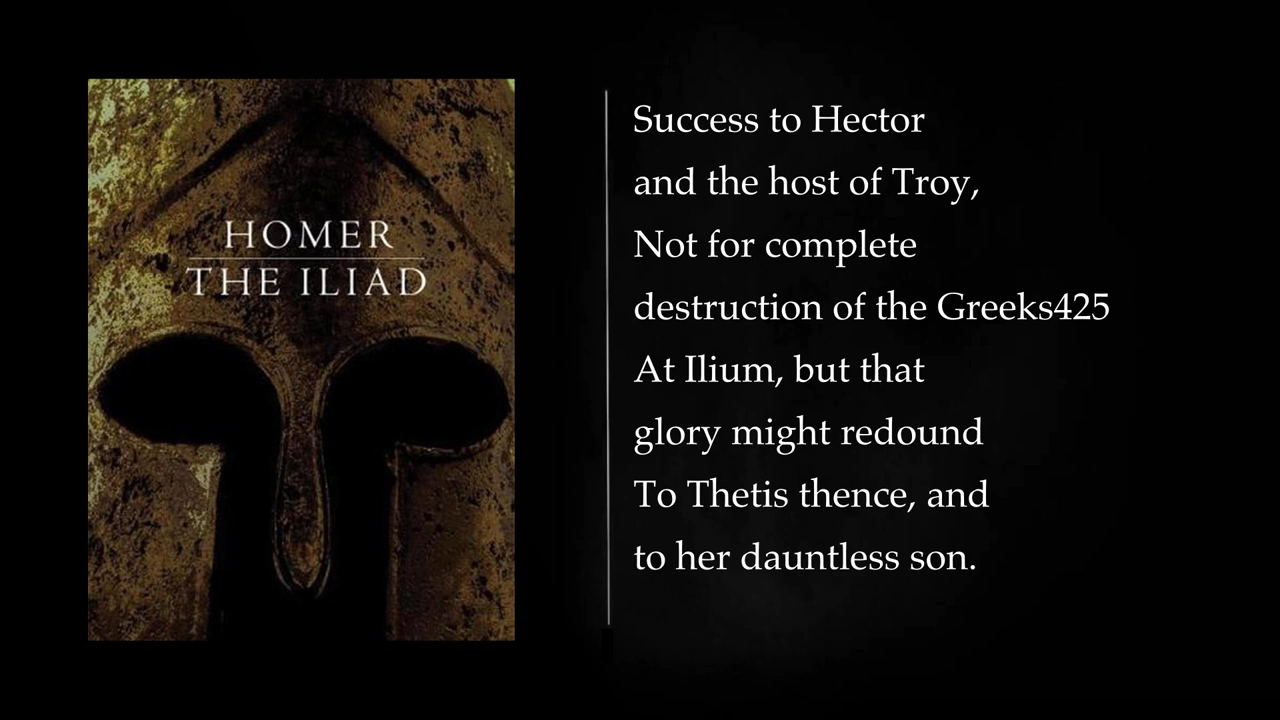 HOMER
THE ILIAD
Success to Hector
and the host of Troy,
Not for complete
destruction of the Greeks425
At Ilium, but that
glory might redound
To Thetis thence, and
to her dauntless son.